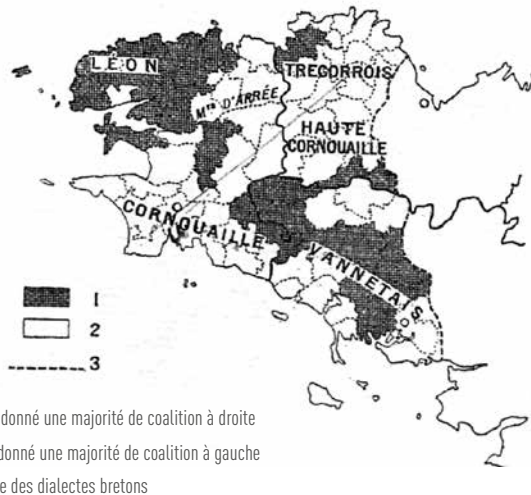 LÉON
TREGORROIS
Mts D'ARRÉE
HAUTE
CORNOUAILLE
CORNOUAILLE
VANNETAIS
1
2
3
donné une majorité de coalition à droite
donné une majorité de coalition à gauche
e des dialectes bretons